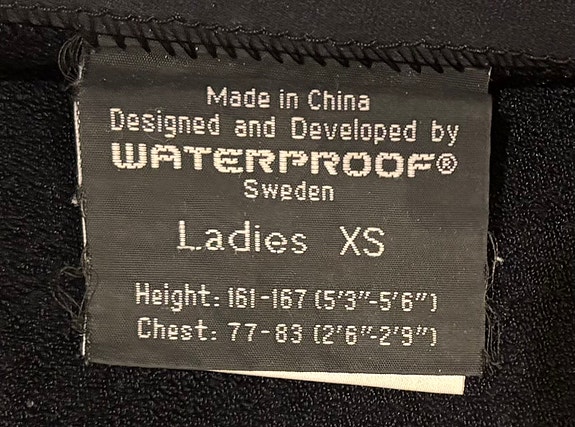 Made in China
Designed and Developed by
WATERPROOF®
Sweden
Ladies XS
Height: 161-167 (5'3"-5'6")
Chest: 77-83 (2'6"-2'9")